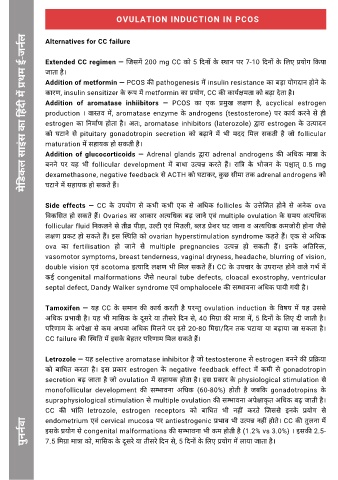 OVULATION INDUCTION IN PCOS
मेडिकल साइंस का हिंदी में प्रथम ई-जर्नल
Alternatives for CC failure
Extended CC regimen — जिसमें 200 mg CC को 5 दिनों के स्थान पर 7-10 दिनों के लिए प्रयोग किया
जाता है।
Addition of metformin — PCOS की pathogenesis में insulin resistance का बड़ा योगदान होने के
कारण, insulin sensitizer के रूप में metformin का प्रयोग, CC की कार्यक्षमता को बढ़ा देता है।
Addition of aromatase inhiibitors — PCOS का एक प्रमुख लक्षण है, acyclical estrogen
production । वास्तव में, aromatase enzyme के androgens (testosterone) पर कार्य करने से ही
estrogen का निर्माण होता है। अतः, aromatase inhibitors (laterozole) द्वारा estrogen के उत्पादन
को घटाने से pituitary gonadotropin secretion को बढ़ाने में भी मदद मिल सकती है जो follicular
maturation में सहायक हो सकती है।
Addition of glucocorticoids — Adrenal glands द्वारा adrenal androgens की अधिक मात्रा के
बनने पर यह भी follicular development में बाधा उत्पन्न करते हैं। रात्रि के भोजन के पश्चात् 0.5 mg
dexamethasone, negative feedback से ACTH को घटाकर, कुछ सीमा तक adrenal androgens को
घटाने में सहायक हो सकते हैं।
Side effects — CC के उपयोग से कभी कभी एक से अधिक follicles के उत्तेजित होने से अनेक ova
विकसित हो सकते हैं। Ovaries का आकार अत्यधिक बढ़ जाने एवं multiple ovulation के समय अत्यधिक
follicular fluid निकलने से तीव्र पीड़ा, उल्टी एवं मितली, ब्लड प्रेशर घट जाना व अत्यधिक कमजोरी होना जैसे
लक्षण प्रकट हो सकते हैं। इस स्थिति को ovarian hyperstimulation syndrome कहते हैं। एक से अधिक
ova का fertilisation हो जाने से multiple pregnancies उत्पन्न हो सकती हैं। इनके अतिरिक्त,
vasomotor symptoms, breast tenderness, vaginal dryness, headache, blurring of vision,
double vision एवं scotoma इत्यादि लक्षण भी मिल सकते हैं। CC के उपचार के उपरान्त होने वाले गर्भ में
कई congenital malformations जैसे neural tube defects, cloacal exostrophy, ventricular
septal defect, Dandy Walker syndrome एवं omphalocele की सम्भावना अधिक पायी गयी है।
Tamoxifen — यह CC के समान की कार्य करती है परन्तु ovulation induction के विषय में यह उससे
अधिक प्रभावी है। यह भी मासिक के दूसरे या तीसरे दिन से, 40 मिग्रा की मात्रा में, 5 दिनों के लिए दी जाती है।
परिणाम के अपेक्षा से कम अथवा अधिक मिलने पर इसे 20-80 मिग्रा/दिन तक घटाया या बढ़ाया जा सकता है।
CC failure की स्थिति में इसके बेहतर परिणाम मिल सकते हैं।
Letrozole — यह selective aromatase inhibitor है जो testosterone से estrogen बनने की प्रक्रिया
को बाधित करता है। इस प्रकार estrogen के negative feedback effect में कमी से gonadotropin
secretion बढ़ जाता है जो ovulation में सहायक होता है। इस प्रकार के physiological stimulation से
monofollicular development की सम्भावना अधिक (60-80%) होती है जबकि gonadotropins के
supraphysiological stimulation से multiple ovulation की सम्भावना अपेक्षाकृत अधिक बढ़ जाती है।
CC की भांति letrozole, estrogen receptors को बाधित भी नहीं करते जिससे इनके प्रयोग से
endometrium एवं cervical mucosa पर antiestrogenic प्रभाव भी उत्पन्न नहीं होते। CC की तुलना में
इसके प्रयोग से congenital malformations की सम्भावना भी कम होती है (1.2% vs 3.0%) । इसकी 2.5-
7.5 मिग्रा मात्रा को, मासिक के दूसरे या तीसरे दिन से, 5 दिनों के लिए प्रयोग में लाया जाता है।
पुनर्नवा